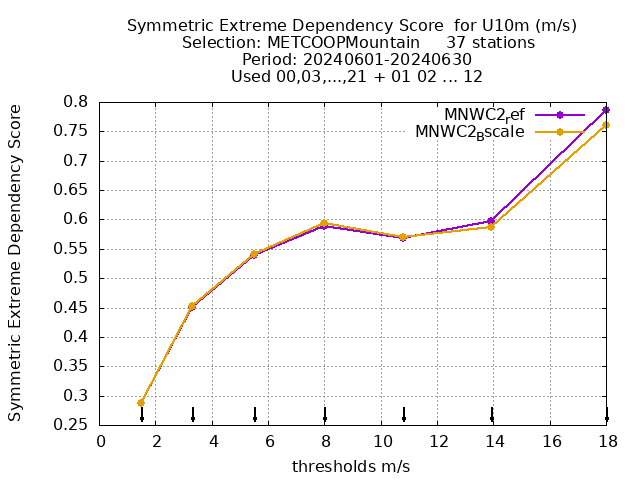 Symmetric Extreme Dependency Score  for U10m (m/s)
Selection: METCOOPMountain     37 stations
Period: 20240601-20240630
Used 00,03,...,21 + 01 02 ... 12
Symmetric Extreme Dependency Score
0.8
0.75
0.7
0.65
0.6
0.55
0.5
0.45
0.4
0.35
0.3
0.25
MNWC2ref
MNWC2Bscale
0 2 4 6 8 10 12 14 16 18
thresholds m/s